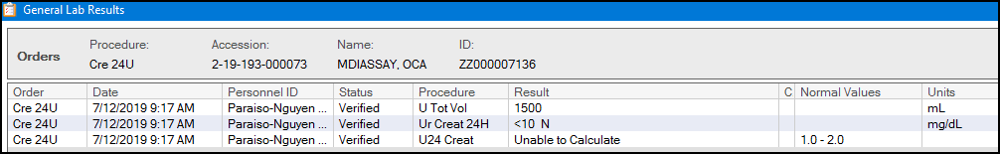 General Lab Results
Orders Procedure: Accession: Name: ID:
Cre 24U 2-19-193-000073 MDIASSAY, OCA ZZ000007136
Order Date Personnel ID Status Procedure Result C Normal Values Units
Cre 24U 7/12/2019 9:17 AM Paraiso-Nguyen ... Verified U Tot Vol 1500 mL
Cre 24U 7/12/2019 9:17 AM Paraiso-Nguyen ... Verified Ur Creat 24H <10 N mg/dL
Cre 24U 7/12/2019 9:17 AM Paraiso-Nguyen ... Verified U24 Creat Unable to Calculate 1.0 - 2.0